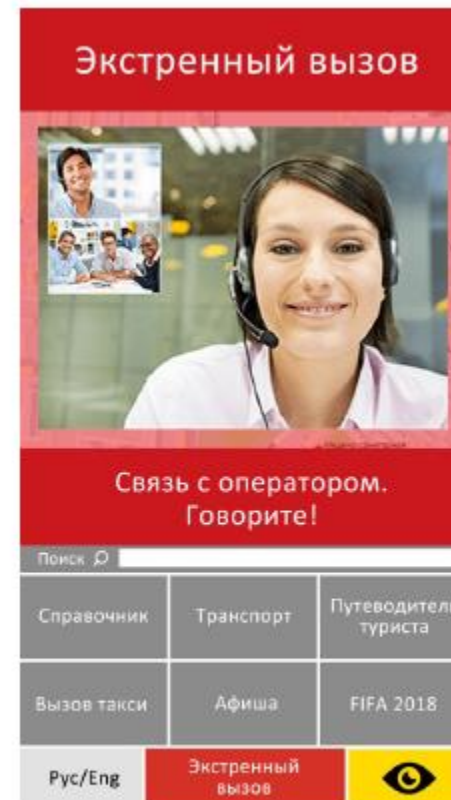 Экстренный вызов
Связь с оператором.
Говорите!
Поиск
Справочник
Транспорт
Путеводитель
туриста
Вызов такси
Афиша
FIFA 2018
Рус/Eng
Экстренный
вызов